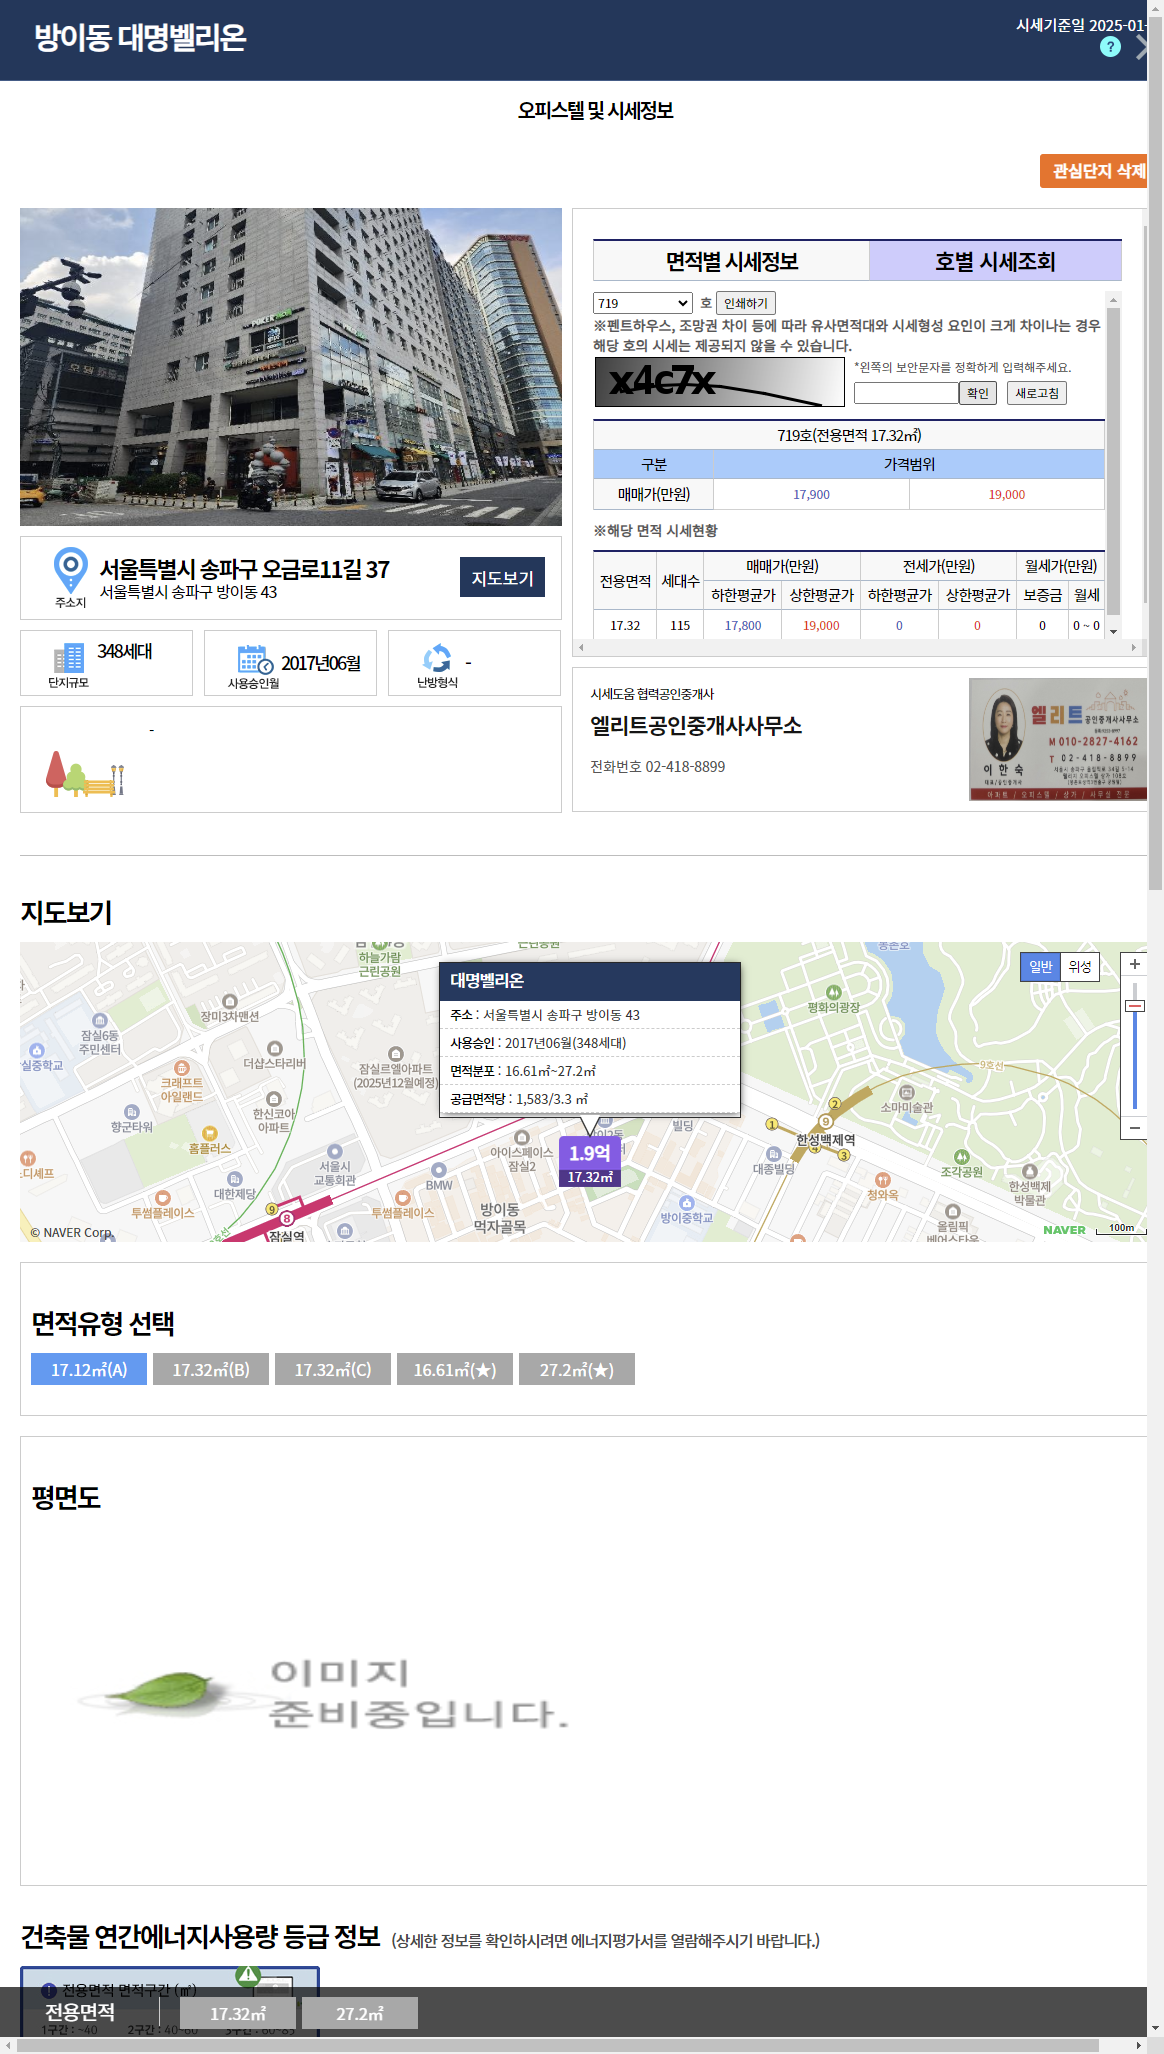 방이동 대명벨리온
시세기준일 2025-01-
?
오피스텔 및 시세정보
관심단지 삭제
면적별 시세정보
호별 시세조회
719 호 인쇄하기
※펜트하우스, 조망권 차이 등에 따라 유사면적대와 시세형성 요인이 크게 차이나는 경우
해당 호의 시세는 제공되지 않을 수 있습니다.
x4c7x
*왼쪽의 보안문자를 정확하게 입력해주세요.
확인 새로고침
719호(전용면적 17.32㎡)
구분 가격범위
매매가(만원) 17,900 19,000
※해당 면적 시세현황
전용면적 세대수 매매가(만원) 전세가(만원) 월세가(만원)
하한평균가 상한평균가 하한평균가 상한평균가 보증금 월세
17.32 115 17,800 19,000 0 0 0 0 ~ 0
주소지
서울특별시 송파구 오금로11길 37
서울특별시 송파구 방이동 43
지도보기
단지규모 348세대
사용승인월 2017년06월
난방형식 -
-
시세도움 협력공인중개사
엘리트공인중개사사무소
전화번호 02-418-8899
엘리트 공인중개사사무소
M 010-2827-4162
T 02-418-8899
이한숙
아파트 / 오피스텔 / 상가 / 사무실 전문
지도보기
하늘가람
근린공원
장미3차맨션
잠실6동
주민센터
실중학교
더샵스타리버
크래프트
아일랜드
잠실르엘아파트
(2025년12월예정)
한신코아
아파트
향군타워
홈플러스
서울시
교통회관
대한제당
투썸플레이스
BMW
투썸플레이스
아이스페이스
잠실2
방이동
먹자골목
9
8
잠실역
대명벨리온
주소 : 서울특별시 송파구 방이동 43
사용승인 : 2017년06월(348세대)
면적분포 : 16.61㎡~27.2㎡
공급면적당 : 1,583/3.3 ㎡
1.9억
17.32㎡
빌딩
방이중학교
대종빌딩
한성백제역
1
2
9
4
3
평화의광장
9호선
소마미술관
조각공원
청와옥
한성백제
박물관
올림픽
베어스타운
일반 위성
+
−
© NAVER Corp.
NAVER 100m
면적유형 선택
17.12㎡(A) 17.32㎡(B) 17.32㎡(C) 16.61㎡(★) 27.2㎡(★)
평면도
이미지
준비중입니다.
건축물 연간에너지사용량 등급 정보 (상세한 정보를 확인하시려면 에너지평가서를 열람해주시기 바랍니다.)
전용면적 면적구간 (㎡)
1구간 : ~40 2구간 : 40~60 3구간 : 60~85
전용면적 17.32㎡ 27.2㎡